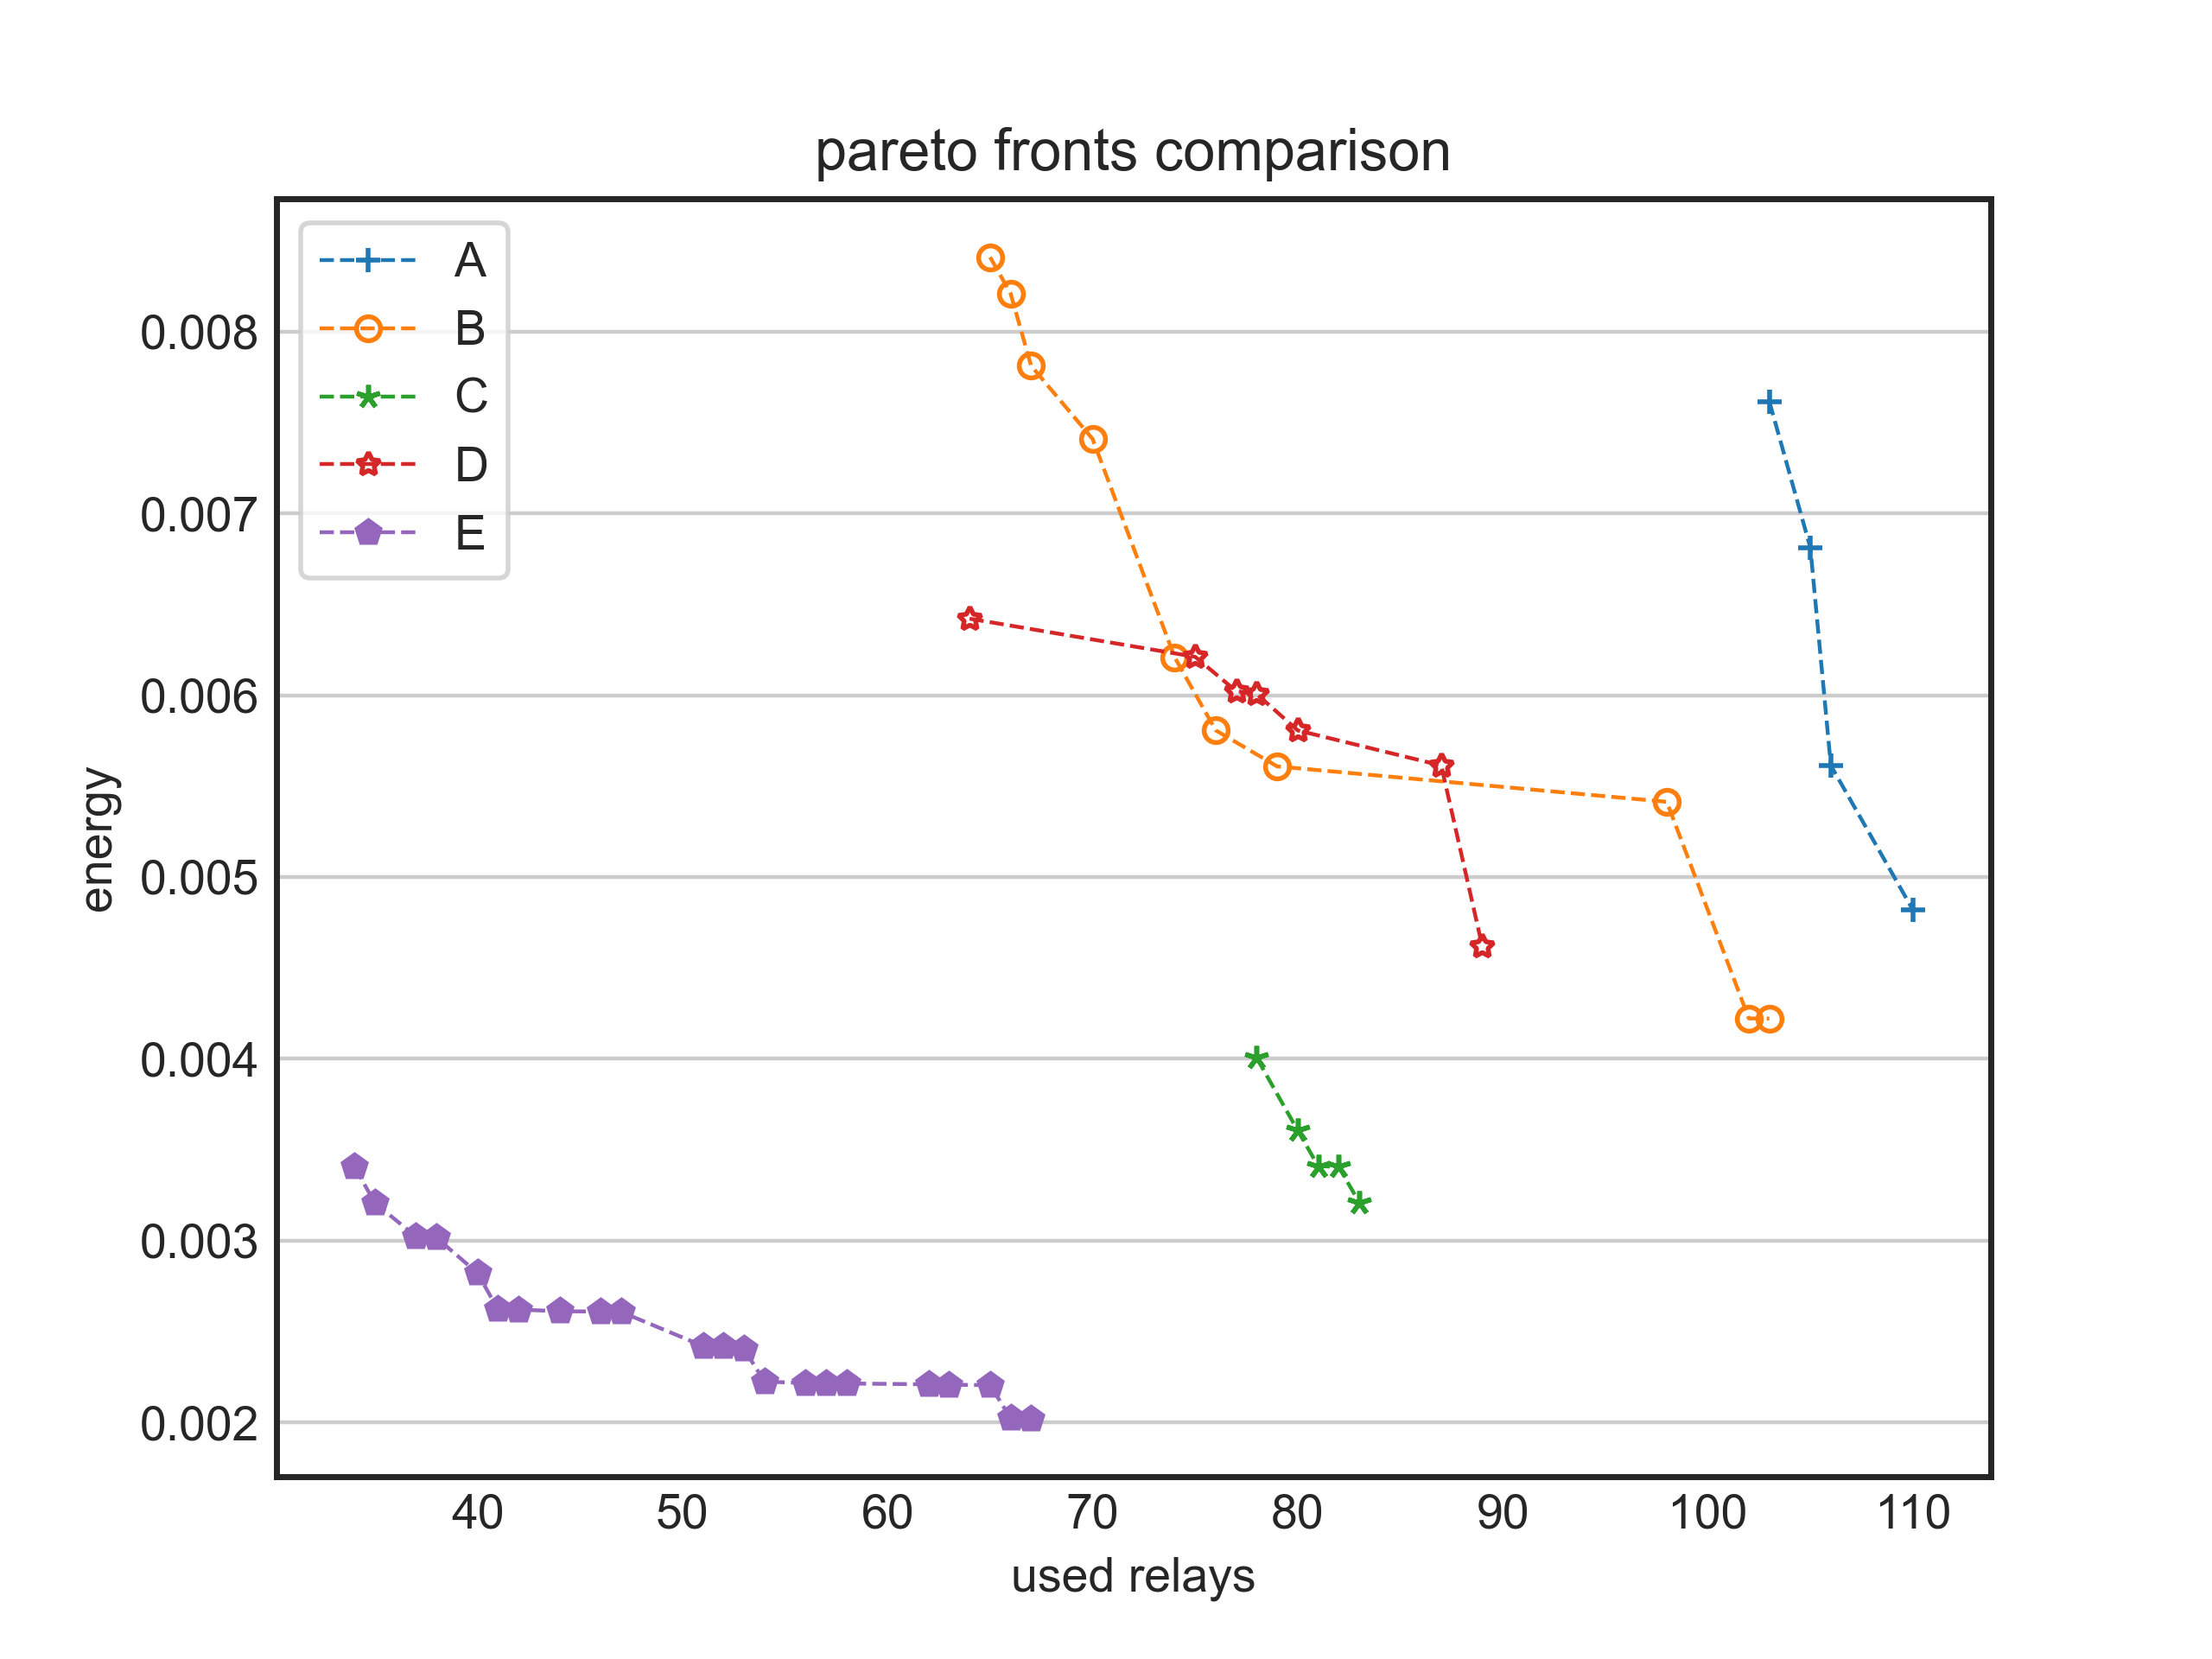 pareto fronts comparison
A
B
C
D
E
0.008
0.007
0.006
0.005
0.004
0.003
0.002
energy
40 50 60 70 80 90 100 110
used relays